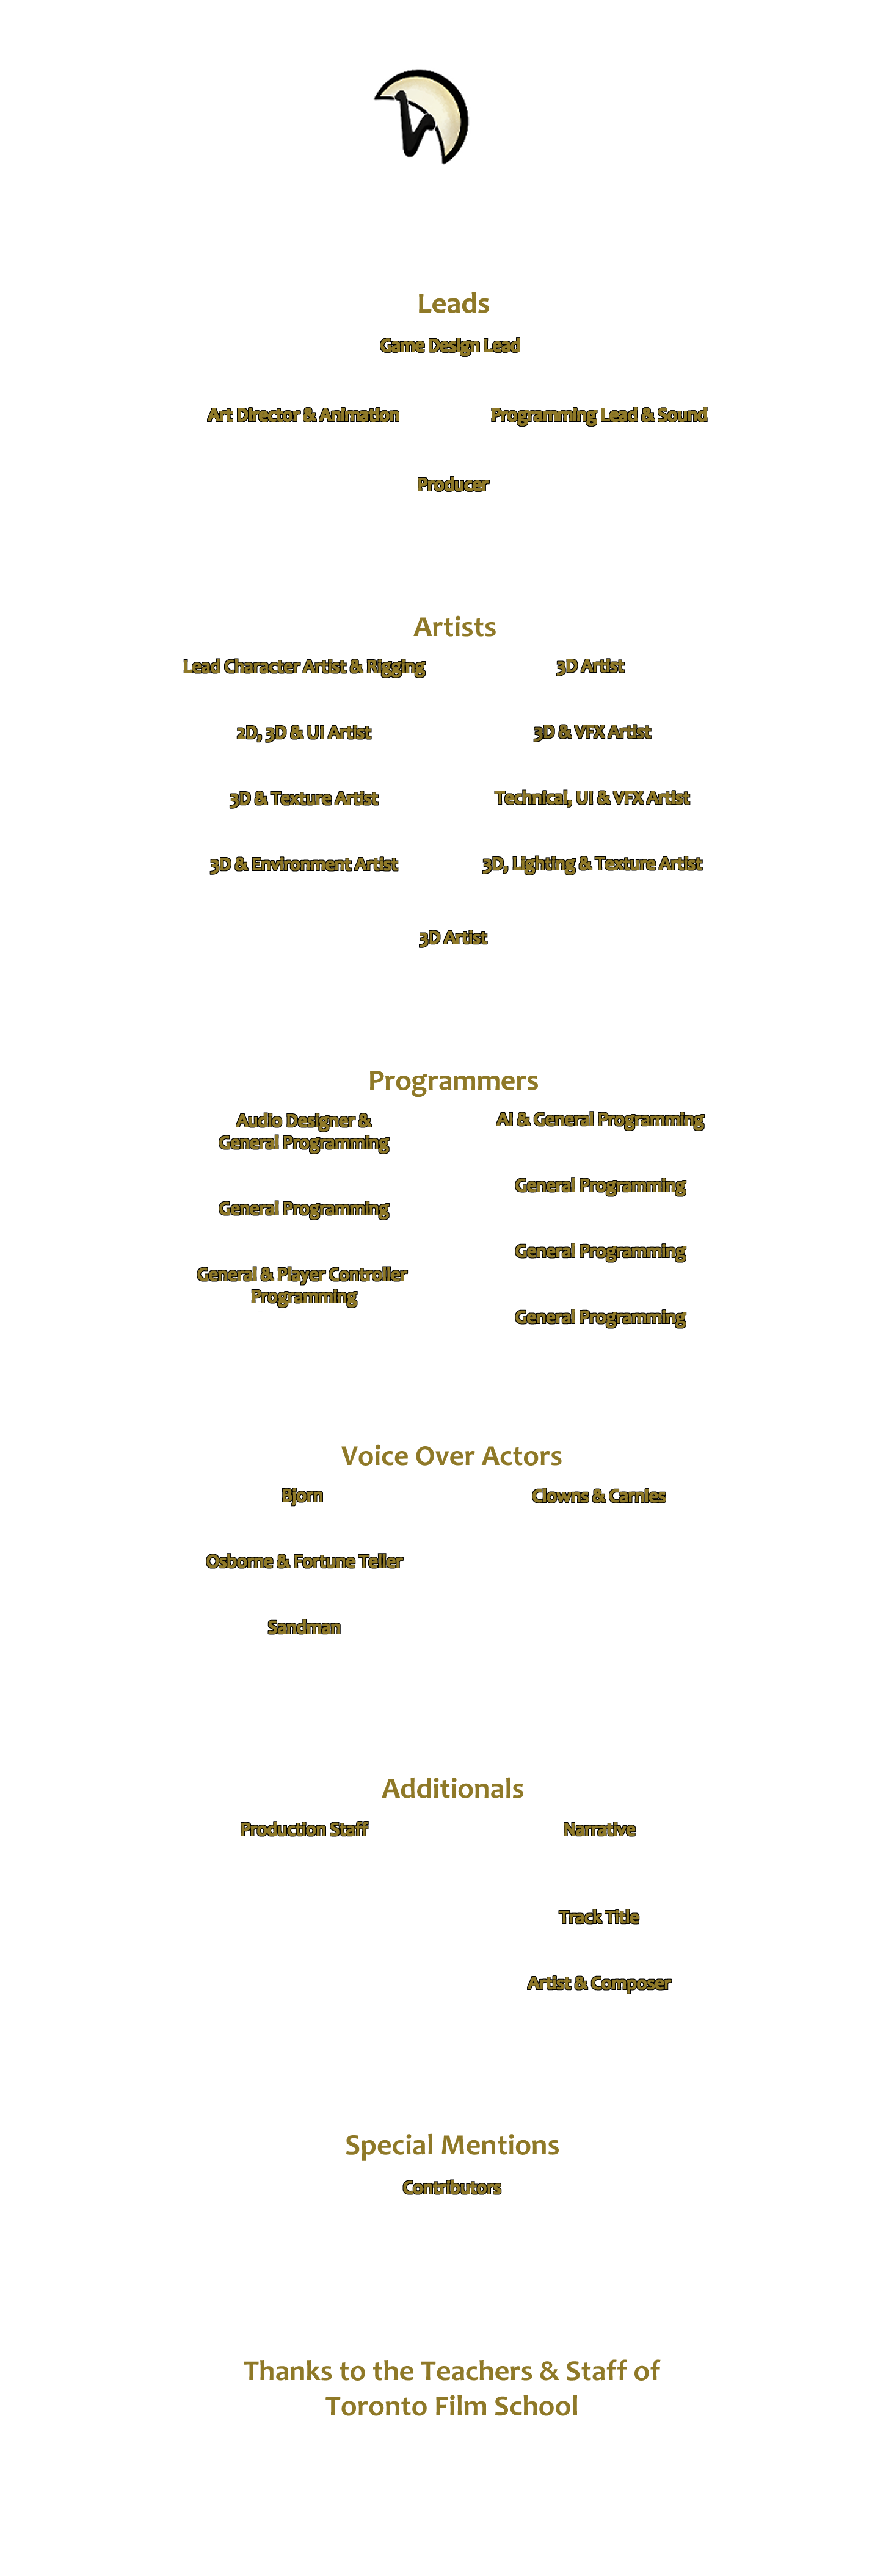 Leads
Game Design Lead
Art Director & Animation
Programming Lead & Sound
Producer
Artists
Lead Character Artist & Rigging
3D Artist
2D, 3D & UI Artist
3D & VFX Artist
3D & Texture Artist
Technical, UI & VFX Artist
3D & Environment Artist
3D, Lighting & Texture Artist
3D Artist
Programmers
Audio Designer &
General Programming
General Programming
General & Player Controller
Programming
AI & General Programming
General Programming
General Programming
General Programming
Voice Over Actors
Bjorn
Clowns & Carnies
Osborne & Fortune Teller
Sandman
Additionals
Production Staff
Narrative
Track Title
Artist & Composer
Special Mentions
Contributors
Thanks to the Teachers & Staff of
Toronto Film School